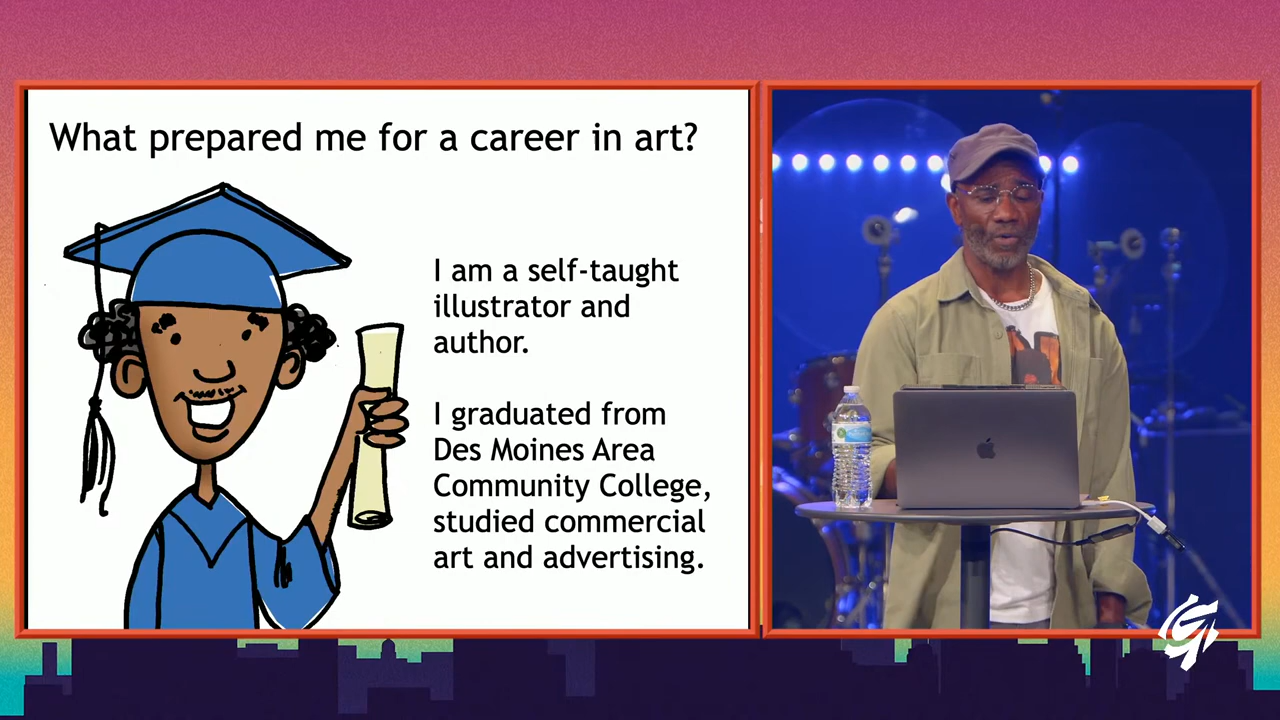 What prepared me for a career in art?
I am a self-taught
illustrator and
author.
I graduated from
Des Moines Area
Community College,
studied commercial
art and advertising.